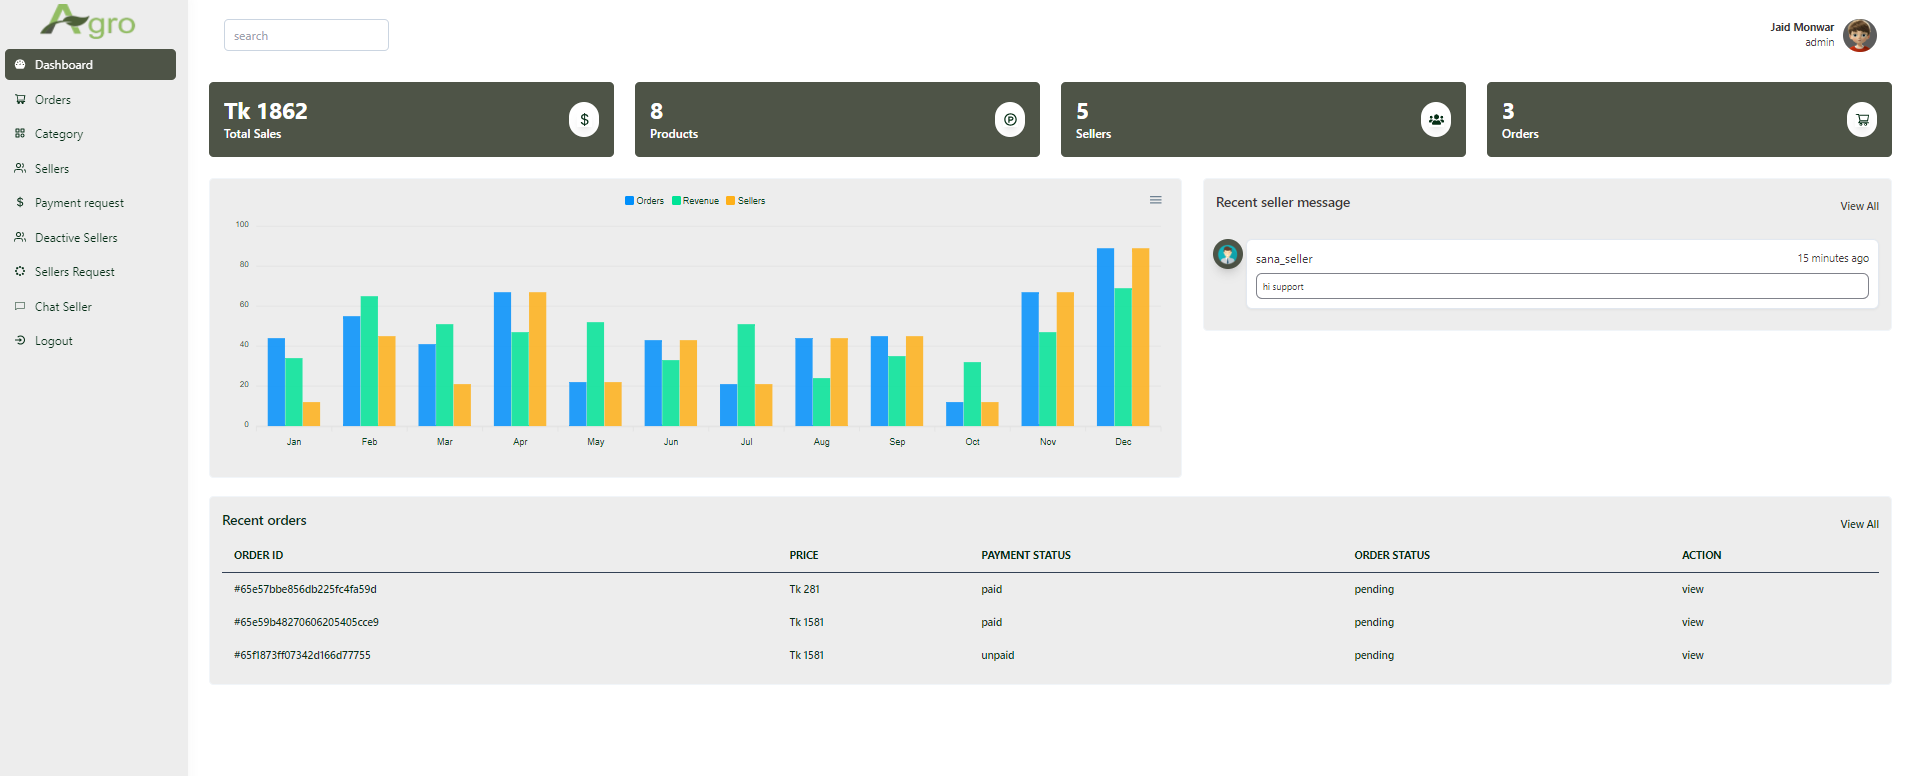 Agro
Dashboard
Orders
Category
Sellers
Payment request
Deactive Sellers
Sellers Request
Chat Seller
Logout
search
Jaid Monwar
admin
Tk 1862
Total Sales
8
Products
5
Sellers
3
Orders
Orders Revenue Sellers
100
80
60
40
20
0
Jan Feb Mar Apr May Jun Jul Aug Sep Oct Nov Dec
Recent seller message
View All
sana_seller 15 minutes ago
hi support
Recent orders
View All
ORDER ID PRICE PAYMENT STATUS ORDER STATUS ACTION
#65e57bbe856db225fc4fa59d Tk 281 paid pending view
#65e59b48270606205405cce9 Tk 1581 paid pending view
#65f1873ff07342d166d77755 Tk 1581 unpaid pending view